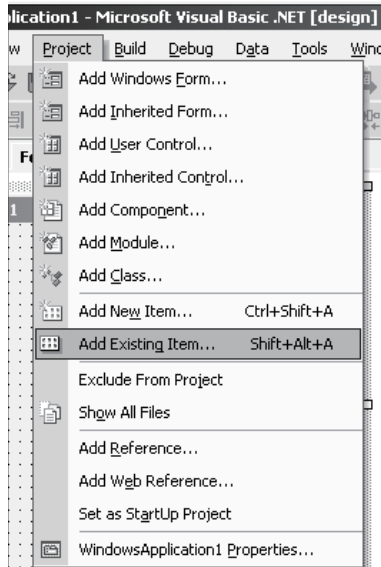 plication1 - Microsoft Visual Basic .NET [design]
w Project Build Debug Data Tools Wind
Add Windows Form...
Add Inherited Form...
Add User Control...
Add Inherited Control...
Add Component...
Add Module...
Add Class...
Add New Item... Ctrl+Shift+A
Add Existing Item... Shift+Alt+A
Exclude From Project
Show All Files
Add Reference...
Add Web Reference...
Set as StartUp Project
WindowsApplication1 Properties...